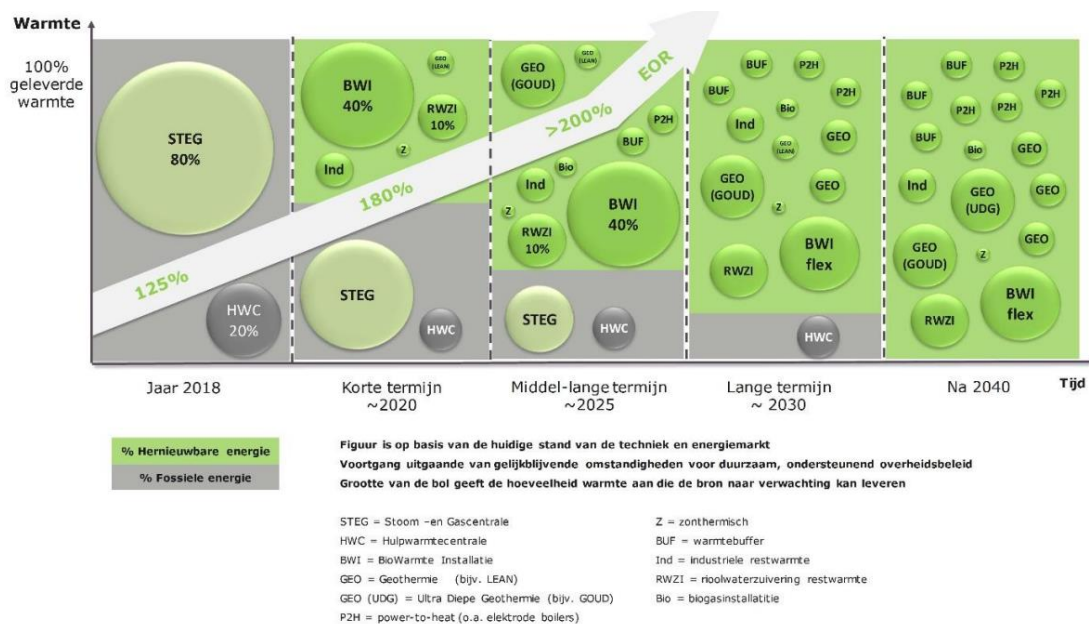 Warmte
100%
geleverde
warmte
STEG
80%
HWC
20%
125%
180%
>200%
EOR
BWI
40%
GEO
(LEAN)
RWZI
10%
Z
Ind
STEG
HWC
GEO
(GOUD)
GEO
(LEAN)
P2H
BUF
Bio
Ind
Z
RWZI
10%
BWI
40%
STEG
HWC
BUF
P2H
BUF
Bio
P2H
Ind
GEO
(LEAN)
GEO
GEO
(GOUD)
GEO
Z
RWZI
BWI
flex
HWC
BUF
P2H
BUF
P2H
P2H
P2H
BUF
Bio
GEO
Ind
GEO
(UDG)
GEO
GEO
(GOUD)
Z
GEO
RWZI
BWI
flex
Jaar 2018
Korte termijn
~2020
Middel-lange termijn
~2025
Lange termijn
~ 2030
Na 2040
Tijd
% Hernieuwbare energie
% Fossiele energie
Figuur is op basis van de huidige stand van de techniek en energiemarkt
Voortgang uitgaande van gelijkblijvende omstandigheden voor duurzaam, ondersteunend overheidsbeleid
Grootte van de bol geeft de hoeveelheid warmte aan die de bron naar verwachting kan leveren
STEG = Stoom -en Gascentrale
HWC = Hulpwarmtecentrale
BWI = BioWarmte Installatie
GEO = Geothermie (bijv. LEAN)
GEO (UDG) = Ultra Diepe Geothermie (bijv. GOUD)
P2H = power-to-heat (o.a. elektrode boilers)
Z = zonthermisch
BUF = warmtebuffer
Ind = industriele restwarmte
RWZI = rioolwaterzuivering restwarmte
Bio = biogasinstallatitie